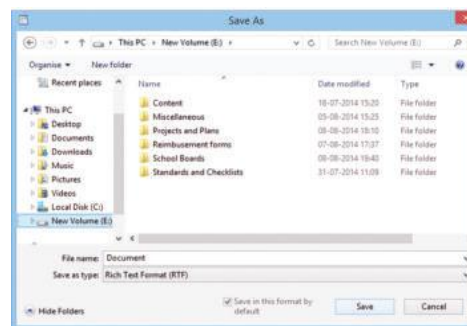 Save As
This PC New Volume (E:)
Search New Volume (E:)
Organise New folder
Recent places
This PC
Desktop
Documents
Downloads
Music
Pictures
Videos
Local Disk (C:)
New Volume (E:)
Name Date modified Type
Content 18-07-2014 15:20 File folder
Miscellaneous 05-08-2014 15:25 File folder
Projects and Plans 08-08-2014 18:10 File folder
Reimbusement forms 07-08-2014 17:37 File folder
School Boards 08-08-2014 16:40 File folder
Standards and Checklists 31-07-2014 11:09 File folder
File name: Document
Save as type: Rich Text Format (RTF)
Hide Folders
Save in this format by
default
Save
Cancel